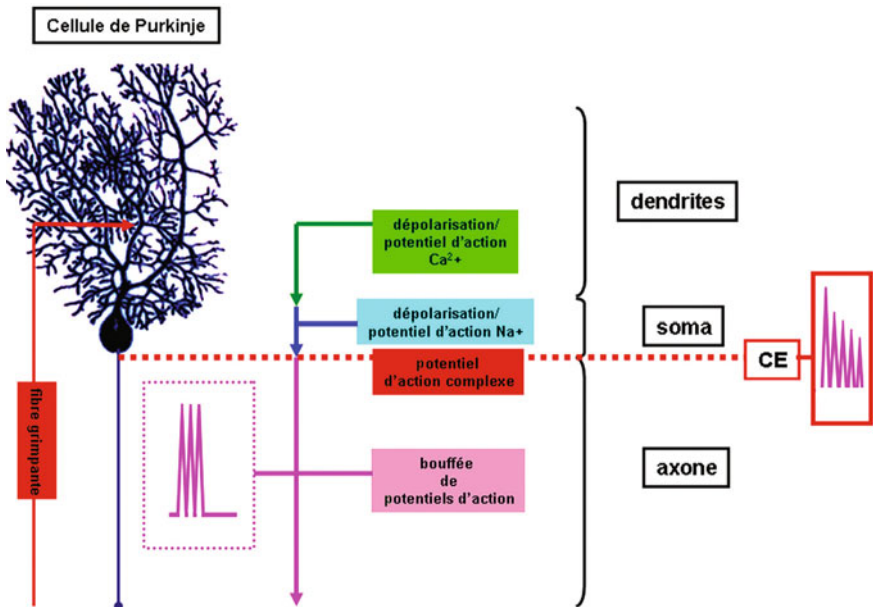 Cellule de Purkinje
dendrites
dépolarisation/
potentiel d'action
Ca²+
dépolarisation/
potentiel d'action Na+
soma
potentiel
d'action complexe
CE
fibre grimpante
bouffée
de
potentiels d'action
axone